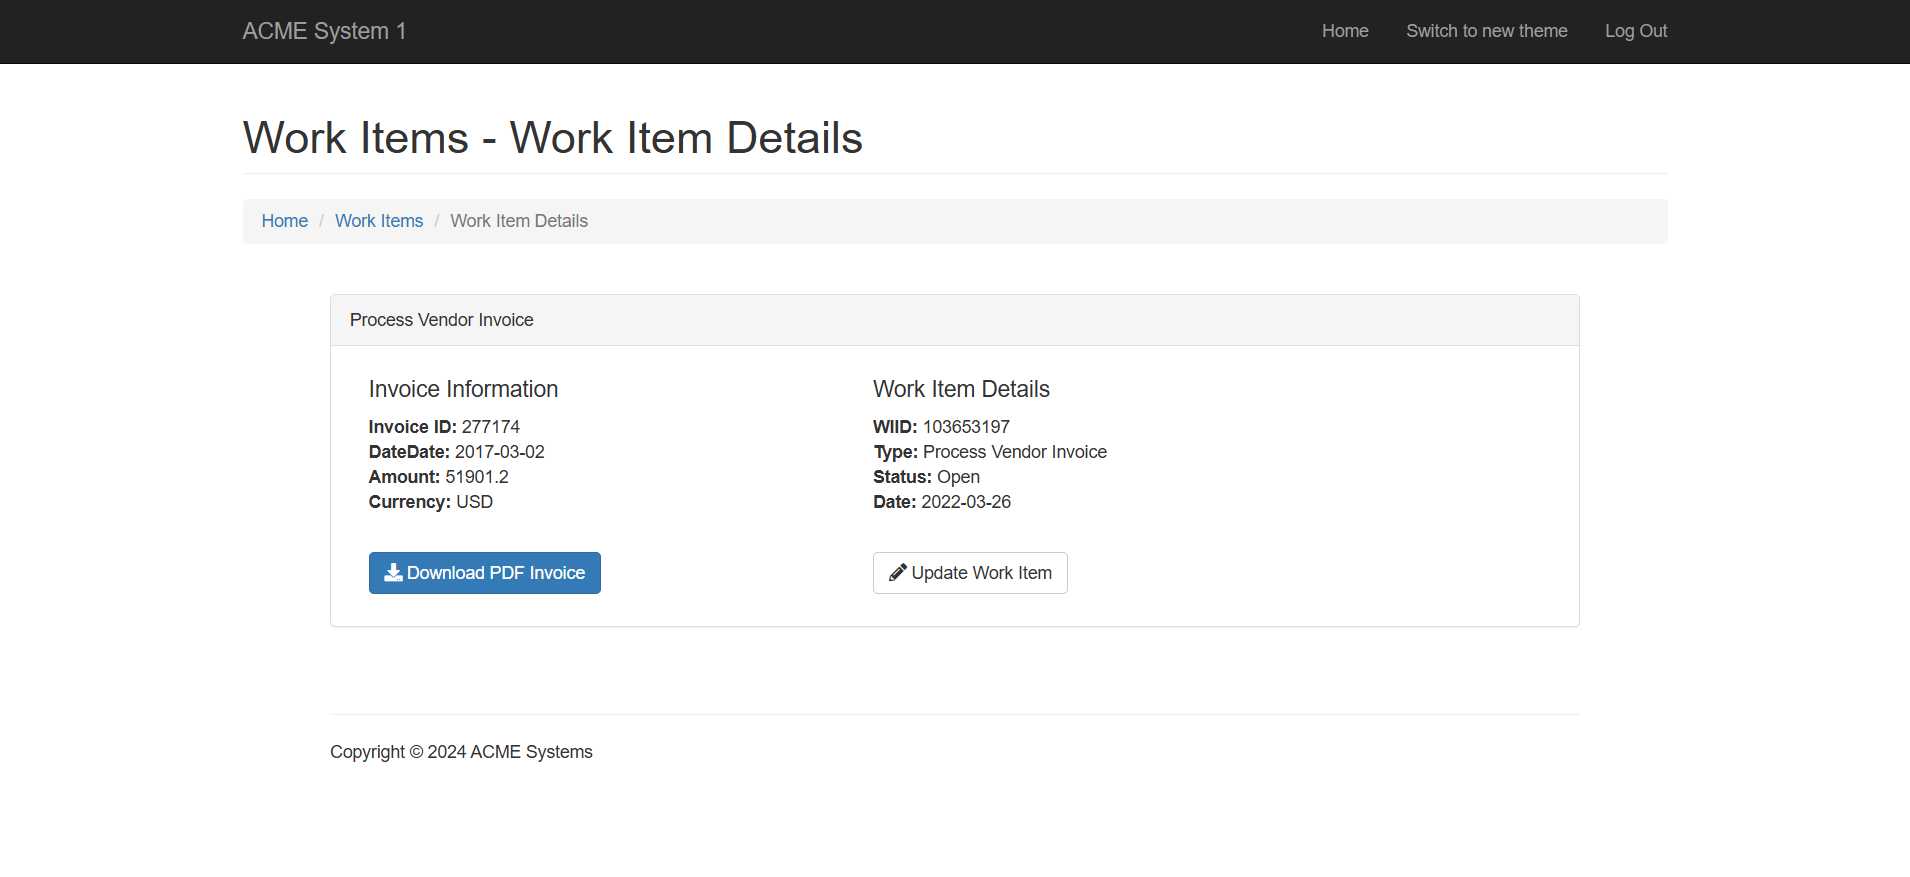 ACME System 1
Home
Switch to new theme
Log Out
Work Items - Work Item Details
Home / Work Items / Work Item Details
Process Vendor Invoice
Invoice Information
Invoice ID: 277174
DateDate: 2017-03-02
Amount: 51901.2
Currency: USD
Download PDF Invoice
Work Item Details
WIID: 103653197
Type: Process Vendor Invoice
Status: Open
Date: 2022-03-26
Update Work Item
Copyright © 2024 ACME Systems